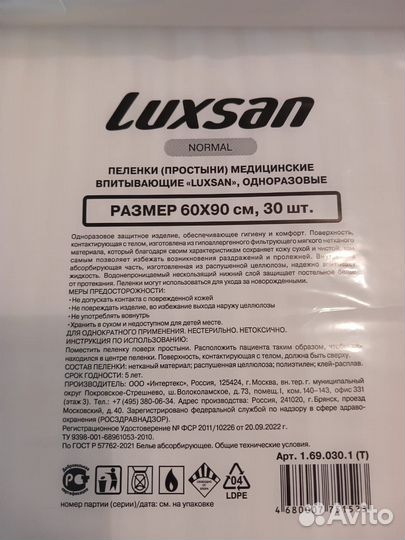 Luxsan
NORMAL
ПЕЛЕНКИ (ПРОСТЫНИ) МЕДИЦИНСКИЕ
ВПИТЫВАЮЩИЕ «LUXSAN», ОДНОРАЗОВЫЕ
РАЗМЕР 60X90 см, 30 шт.
Одноразовое защитное изделие, обеспечивающее гигиену и комфорт. Поверхность,
контактирующая с телом, изготовлена из гипоаллергенного фильтрующего мягкого нетканого
материала, который благодаря своим характеристикам сохраняет кожу сухой и чистой, тем
самым позволяет избежать возникновения раздражений и пролежней. Внутренняя
абсорбирующая часть, изготовленная из распушенной целлюлозы, надежно впитывает
жидкость. Водонепроницаемый нескользящий нижний слой защищает постельное белье
от протекания. Пеленки могут использоваться для ухода за новорожденными.
МЕРЫ ПРЕДОСТОРОЖНОСТИ:
• Не допускать контакта с поврежденной кожей
• Не повреждать изделие, во избежание выхода наружу целлюлозы
• Не употреблять вовнутрь
• Хранить в сухом и недоступном для детей месте.
ДЛЯ ОДНОКРАТНОГО ПРИМЕНЕНИЯ. НЕСТЕРИЛЬНО. НЕТОКСИЧНО.
ИНСТРУКЦИЯ ПО ИСПОЛЬЗОВАНИЮ:
Поместить пеленку поверх простыни. Расположить пациента таким образом, чтобы
находился в центре пеленки. Поверхность, контактирующая с телом, должна быть сверху.
СОСТАВ ПЕЛЕНКИ: нетканый материал; распушенная целлюлоза; полиэтилен; клей-расплав.
СРОК ГОДНОСТИ: 5 лет.
ПРОИЗВОДИТЕЛЬ: ООО «Интертекс», Россия, 125424, г. Москва, вн. тер. г. муниципальный
округ Покровское-Стрешнево, ш. Волоколамское, д. 73, помещ. I, ком. 140–143, офис 331
(этаж 3). Тел.: +7 (495) 380-06-34. Адрес производства: Россия, 241020, г. Брянск, проезд
Московский, д. 40. Зарегистрировано федеральной службой по надзору в сфере здраво-
охранения (РОСЗДРАВНАДЗОР).
Регистрационное Удостоверение № ФСР 2011/10226 от 20.09.2022 г.
ТУ 9398-001-68961053-2010.
ГОСТ Р 57762-2021 Белье абсорбирующее. Общие технические условия.
Арт. 1.69.030.1 (Т)
04
LDPE
номер партии (серии)/дата: см. на упаковке
Avito